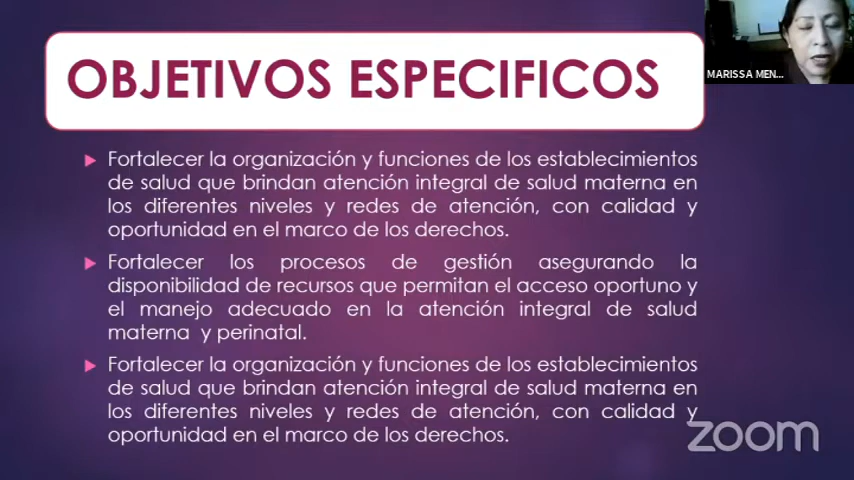 OBJETIVOS ESPECIFICOS
MARISSA MEN...
Fortalecer la organización y funciones de los establecimientos
de salud que brindan atención integral de salud materna en
los diferentes niveles y redes de atención, con calidad y
oportunidad en el marco de los derechos.
Fortalecer los procesos de gestión asegurando la
disponibilidad de recursos que permitan el acceso oportuno y
el manejo adecuado en la atención integral de salud
materna y perinatal.
Fortalecer la organización y funciones de los establecimientos
de salud que brindan atención integral de salud materna en
los diferentes niveles y redes de atención, con calidad y
oportunidad en el marco de los derechos.
zoom